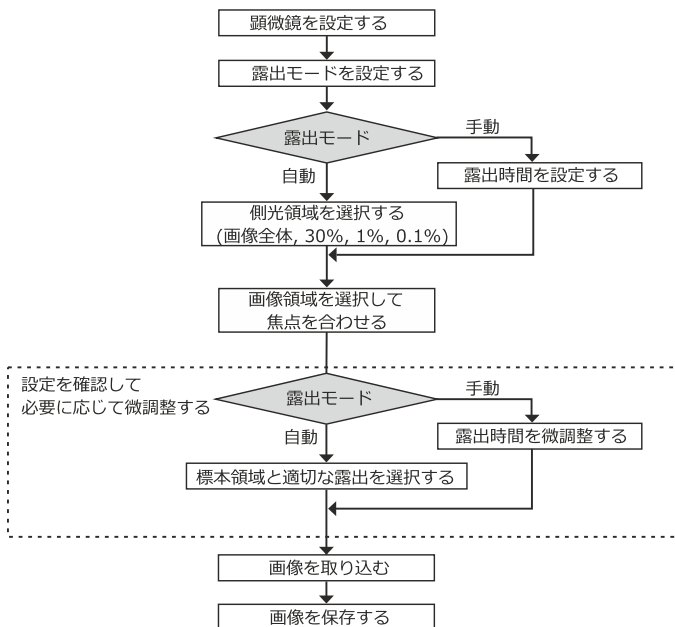 顕微鏡を設定する
露出モードを設定する
露出モード
手動
自動
露出時間を設定する
側光領域を選択する
(画像全体, 30%, 1%, 0.1%)
画像領域を選択して
焦点を合わせる
設定を確認して
必要に応じて微調整する
露出モード
手動
自動
露出時間を微調整する
標本領域と適切な露出を選択する
画像を取り込む
画像を保存する